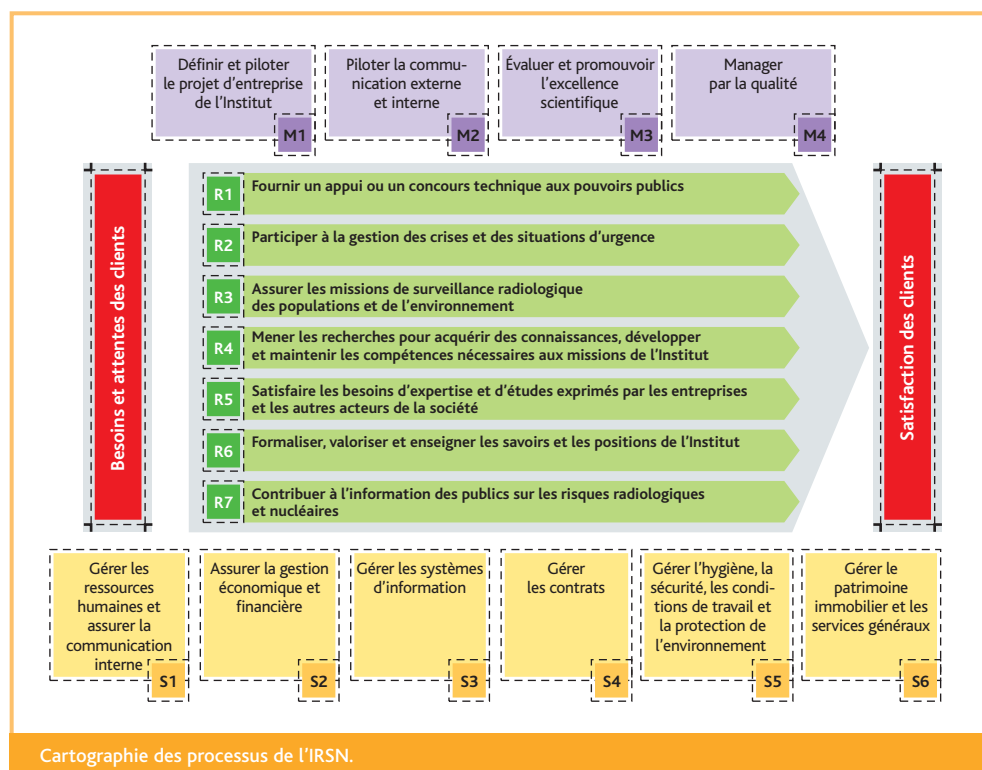 Définir et piloter
le projet d'entreprise
de l'Institut
M1
Piloter la commu-
nication externe
et interne
M2
Évaluer et promouvoir
l'excellence
scientifique
M3
Manager
par la qualité
M4
Besoins et attentes des clients
R1
Fournir un appui ou un concours technique aux pouvoirs publics
R2
Participer à la gestion des crises et des situations d'urgence
R3
Assurer les missions de surveillance radiologique
des populations et de l'environnement
R4
Mener les recherches pour acquérir des connaissances, développer
et maintenir les compétences nécessaires aux missions de l'Institut
R5
Satisfaire les besoins d'expertise et d'études exprimés par les entreprises
et les autres acteurs de la société
R6
Formaliser, valoriser et enseigner les savoirs et les positions de l'Institut
R7
Contribuer à l'information des publics sur les risques radiologiques
et nucléaires
Satisfaction des clients
Gérer les
ressources
humaines et
assurer la
communication
interne
S1
Assurer la gestion
économique et
financière
S2
Gérer les systèmes
d'information
S3
Gérer
les contrats
S4
Gérer l'hygiène, la
sécurité, les condi-
tions de travail et
la protection de
l'environnement
S5
Gérer le
patrimoine
immobilier et les
services généraux
S6
Cartographie des processus de l'IRSN.